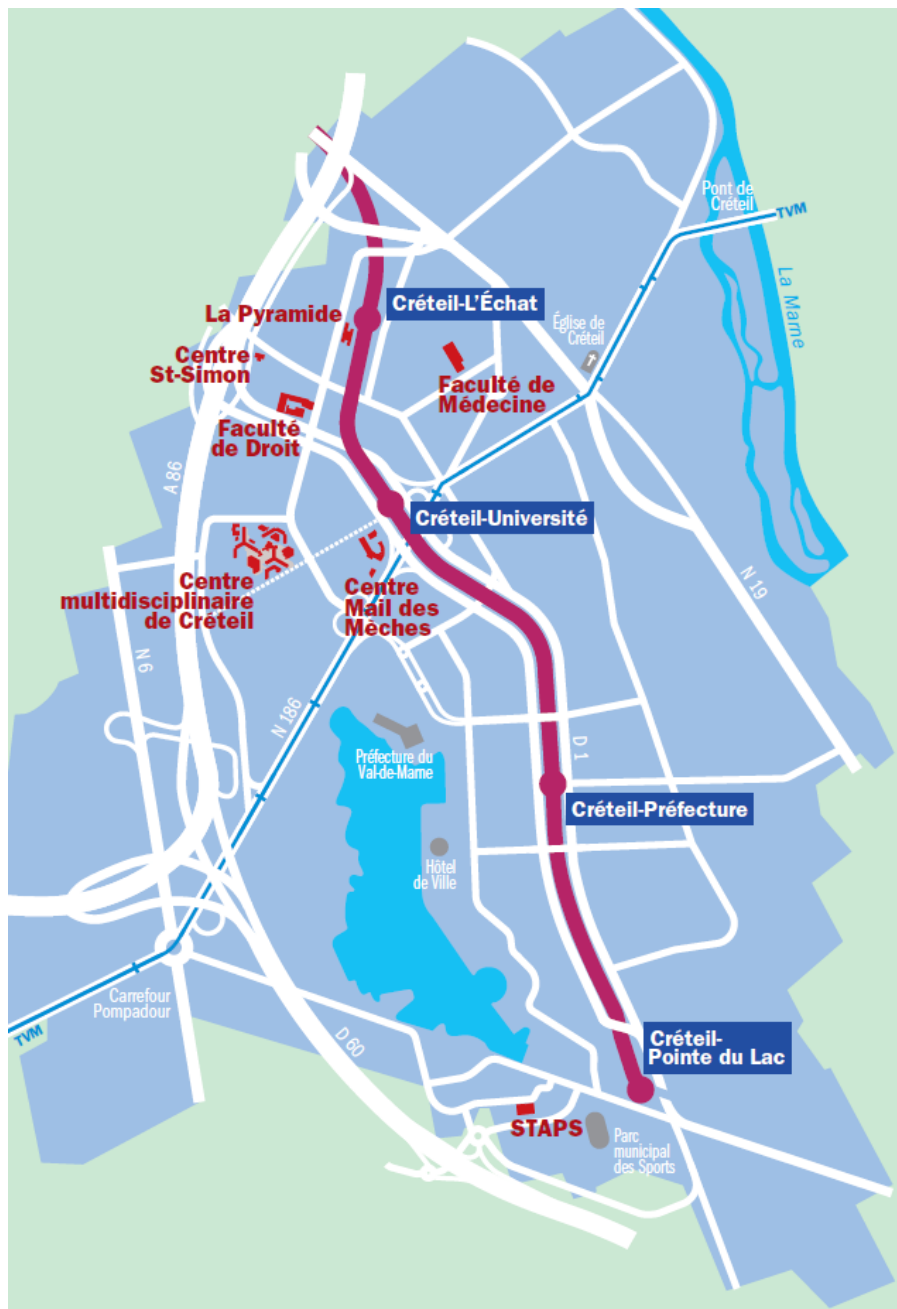 Pont de
Créteil
TVM
La Marne
Créteil-L'Échat
La Pyramide
Église de
Créteil
Centre
St-Simon
Faculté de
Médecine
Faculté
de Droit
A 86
Créteil-Université
Centre
multidisciplinaire
de Créteil
Centre
Mail des
Mèches
N 19
N 6
N 186
D 1
Préfecture du
Val-de-Marne
Créteil-Préfecture
Hôtel
de Ville
Carrefour
Pompadour
TVM
D 60
Créteil-
Pointe du Lac
STAPS
Parc
municipal
des Sports